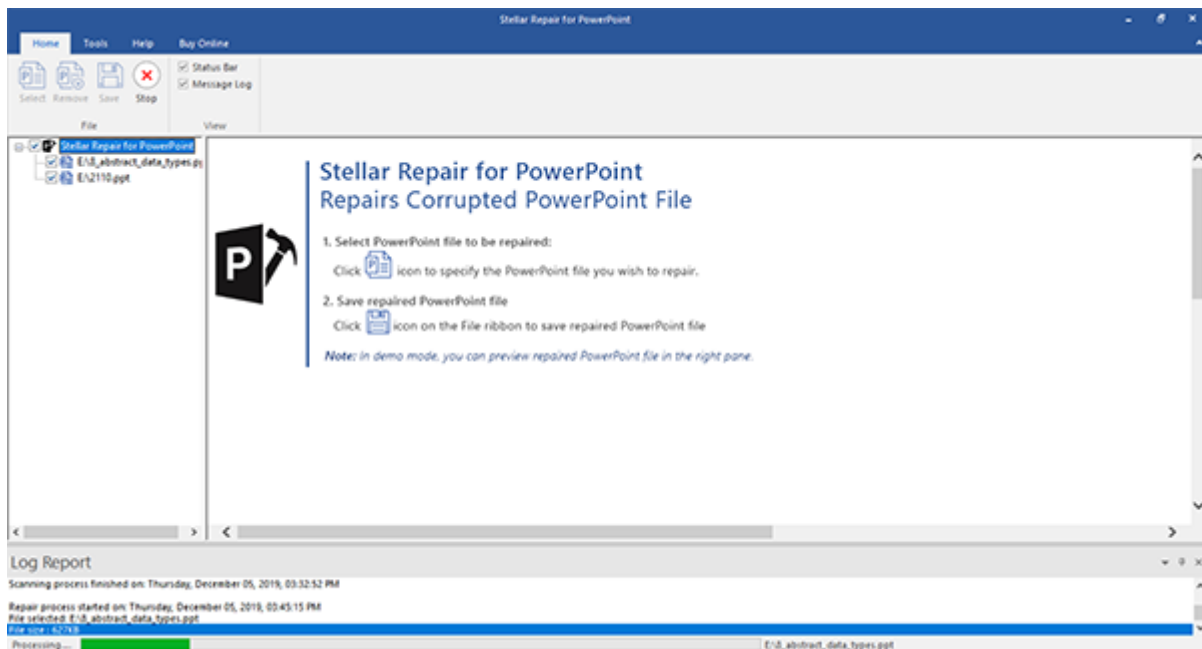 Stellar Repair for PowerPoint
Home Tools Help Buy Online
Select Remove Save Stop
Status Bar
Message Log
File View
Stellar Repair for PowerPoint
E:\8_abstract_data_types.pp
E:\2110.ppt
Stellar Repair for PowerPoint
Repairs Corrupted PowerPoint File
1. Select PowerPoint file to be repaired:
Click icon to specify the PowerPoint file you wish to repair.
2. Save repaired PowerPoint file
Click icon on the File ribbon to save repaired PowerPoint file
Note: In demo mode, you can preview repaired PowerPoint file in the right pane.
P
Log Report
Scanning process finished on: Thursday, December 05, 2019, 03:32:52 PM
Repair process started on: Thursday, December 05, 2019, 03:45:15 PM
File selected: E:\8_abstract_data_types.ppt
File size : 627KB
Processing.... E:\8_abstract_data_types.ppt